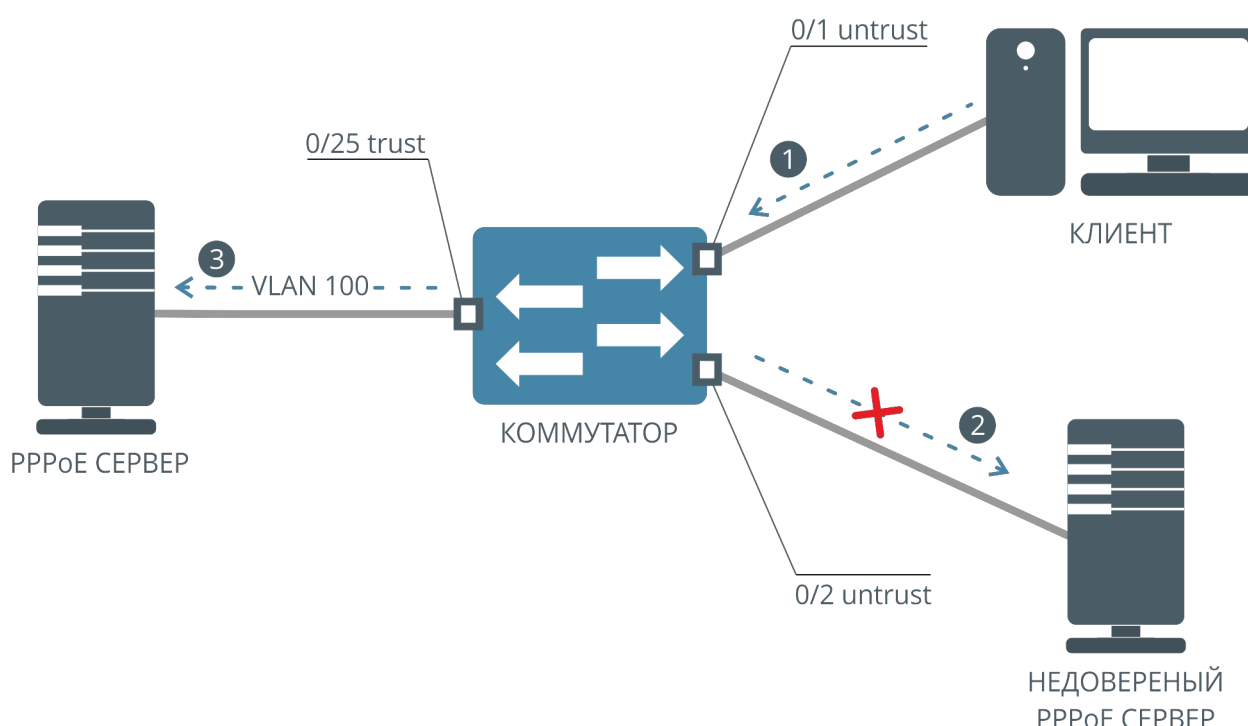 0/1 untrust
0/25 trust
1
КЛИЕНТ
3
VLAN 100
КОММУТАТОР
PPPoE СЕРВЕР
2
0/2 untrust
НЕДОВЕРЕНЫЙ
PPPoE СЕРВЕР